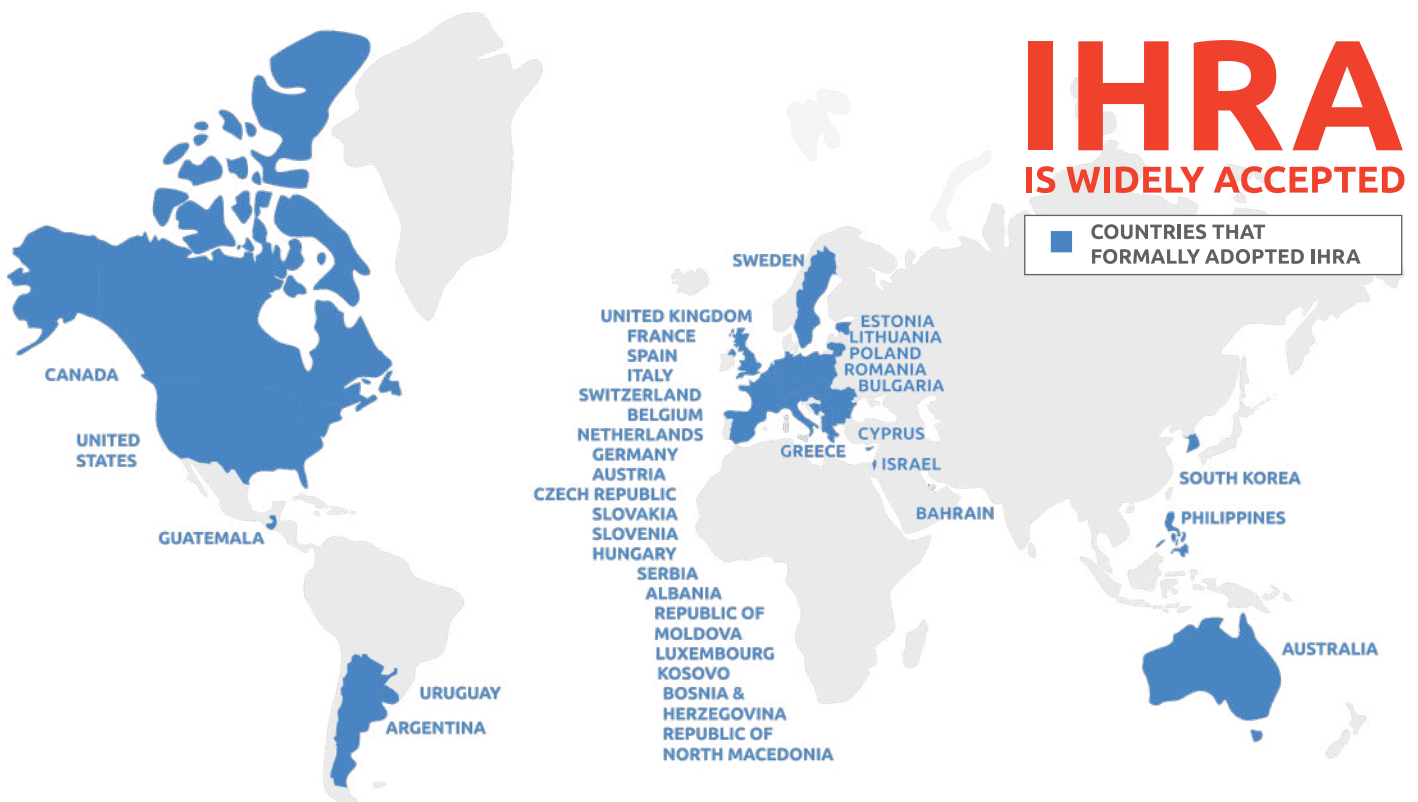 IHRA
IS WIDELY ACCEPTED
COUNTRIES THAT
FORMALLY ADOPTED IHRA
CANADA
UNITED
STATES
GUATEMALA
URUGUAY
ARGENTINA
SWEDEN
UNITED KINGDOM
FRANCE
SPAIN
ITALY
SWITZERLAND
BELGIUM
NETHERLANDS
GERMANY
AUSTRIA
CZECH REPUBLIC
SLOVAKIA
SLOVENIA
HUNGARY
SERBIA
ALBANIA
REPUBLIC OF
MOLDOVA
LUXEMBOURG
KOSOVO
BOSNIA &
HERZEGOVINA
REPUBLIC OF
NORTH MACEDONIA
ESTONIA
LITHUANIA
POLAND
ROMANIA
BULGARIA
CYPRUS
GREECE
ISRAEL
BAHRAIN
SOUTH KOREA
PHILIPPINES
AUSTRALIA